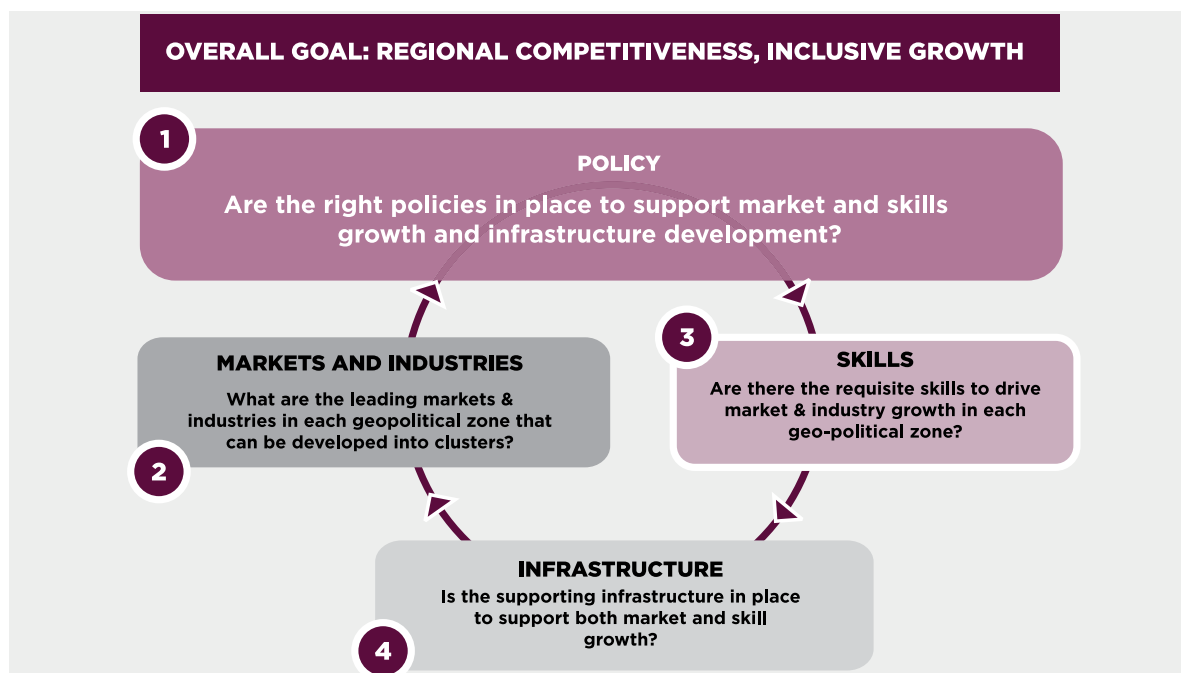 OVERALL GOAL: REGIONAL COMPETITIVENESS, INCLUSIVE GROWTH
1
POLICY
Are the right policies in place to support market and skills
growth and infrastructure development?
2
MARKETS AND INDUSTRIES
What are the leading markets &
industries in each geopolitical zone that
can be developed into clusters?
3
SKILLS
Are there the requisite skills to drive
market & industry growth in each
geo-political zone?
4
INFRASTRUCTURE
Is the supporting infrastructure in place
to support both market and skill
growth?